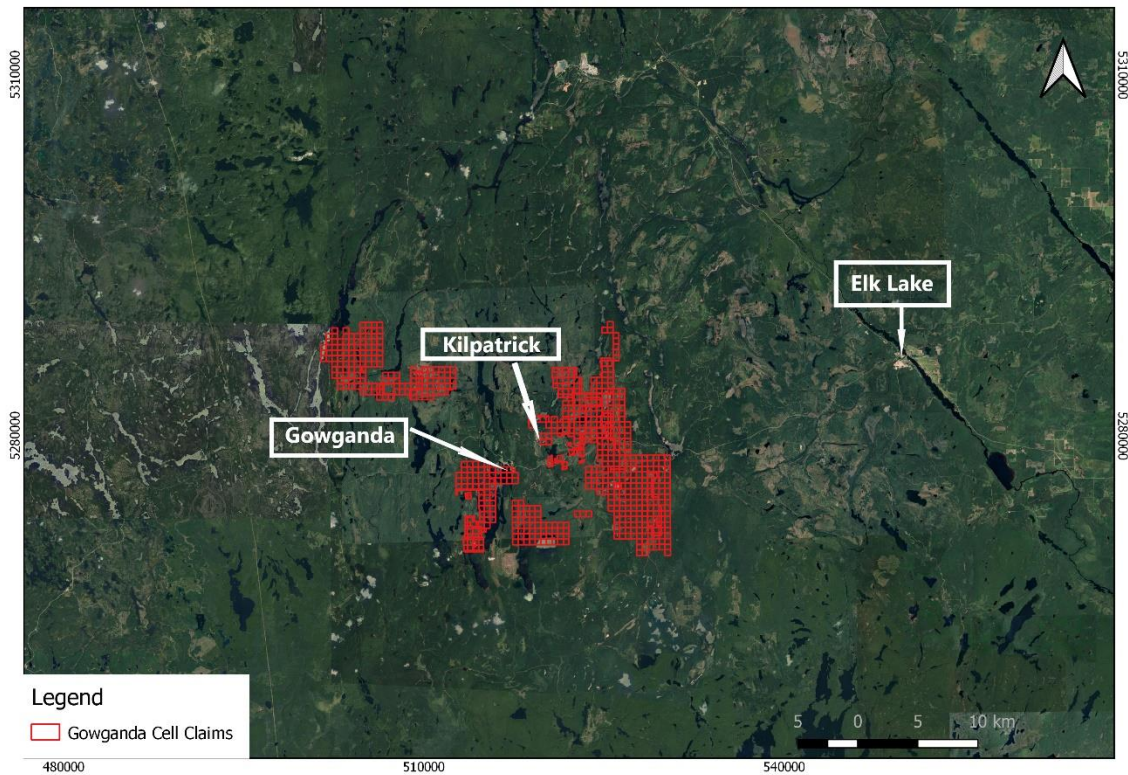 5310000
5310000
Elk Lake
Kilpatrick
Gowganda
5280000
5280000
Legend
Gowganda Cell Claims
5 0 5 10 km
480000 510000 540000